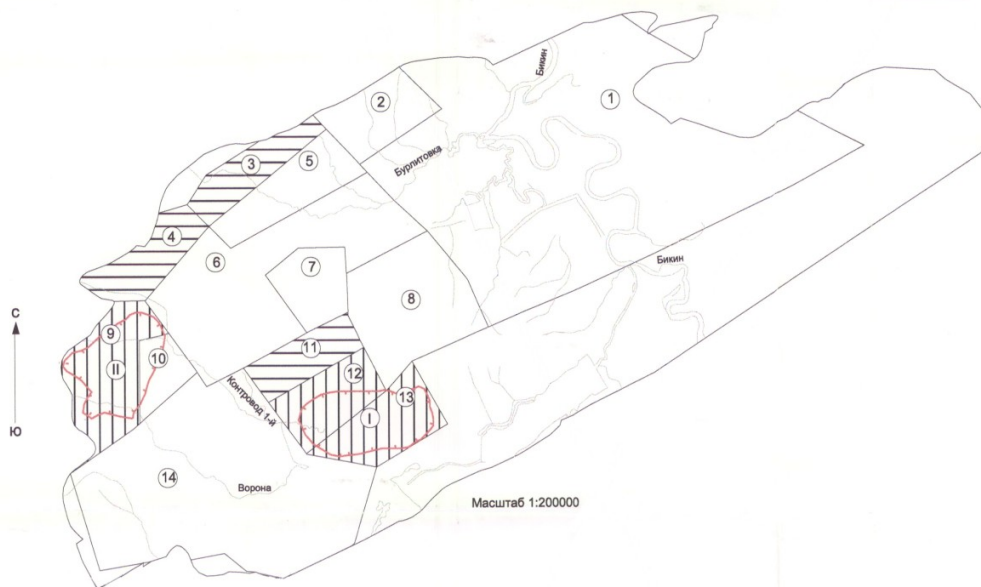 Бикин
1
2
Бурлитовка
3
5
4
6
7
Бикин
8
С
9
11
10
II
12
13
Контровод 1-й
I
Ю
14
Ворона
Масштаб 1:200000